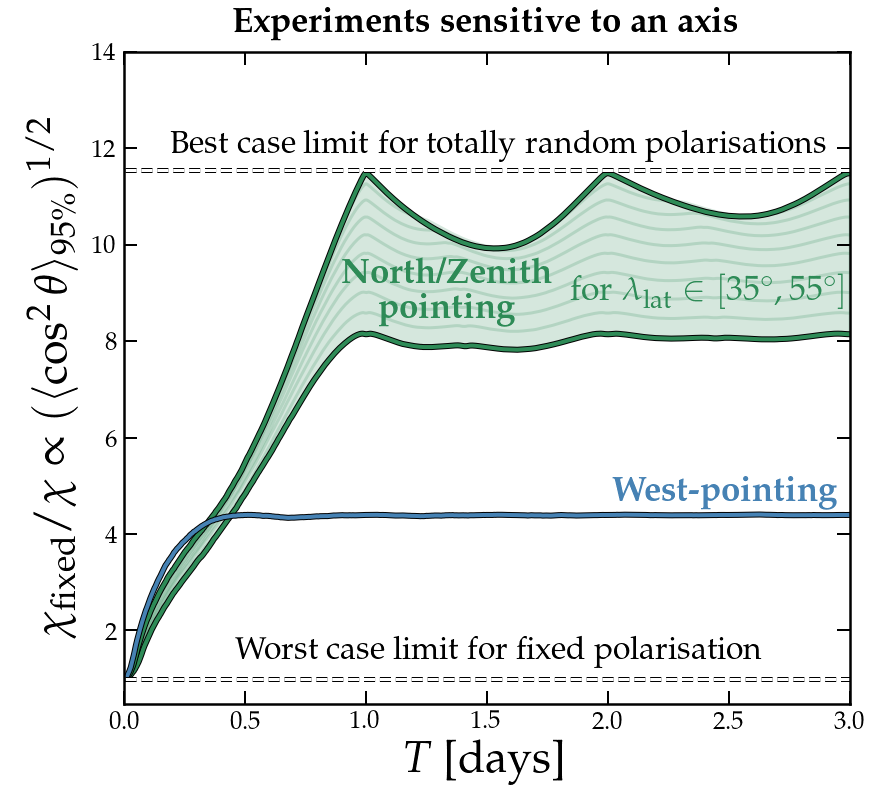 Experiments sensitive to an axis
14
12
10
8
6
4
2
χfixed/χ ∝ (⟨cos² θ⟩95%)^1/2
Best case limit for totally random polarisations
North/Zenith
pointing
for λlat ∈ [35°, 55°]
West-pointing
Worst case limit for fixed polarisation
0.0 0.5 1.0 1.5 2.0 2.5 3.0
T [days]